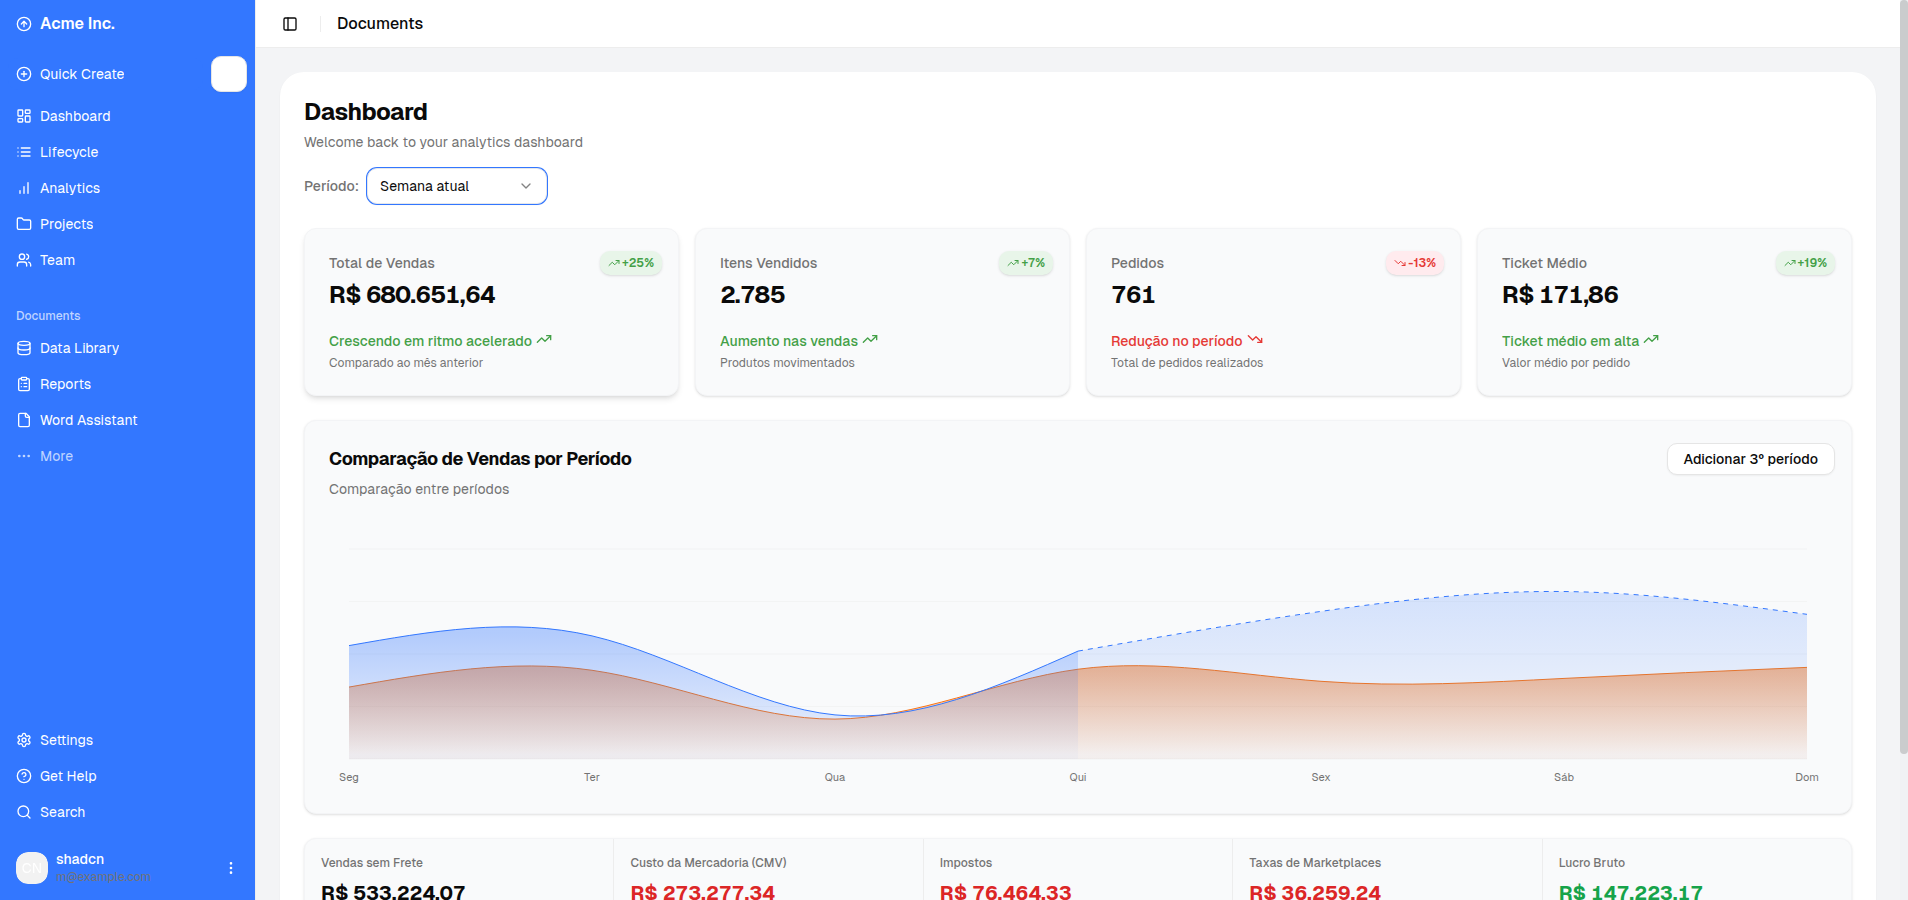 Acme Inc.
Quick Create
Dashboard
Lifecycle
Analytics
Projects
Team
Documents
Data Library
Reports
Word Assistant
More
Settings
Get Help
Search
CN
shadcn
m@example.com
Documents
Dashboard
Welcome back to your analytics dashboard
Período: Semana atual
Total de Vendas +25%
R$ 680.651,64
Crescendo em ritmo acelerado
Comparado ao mês anterior
Itens Vendidos +7%
2.785
Aumento nas vendas
Produtos movimentados
Pedidos -13%
761
Redução no período
Total de pedidos realizados
Ticket Médio +19%
R$ 171,86
Ticket médio em alta
Valor médio por pedido
Comparação de Vendas por Período
Adicionar 3º período
Comparação entre períodos
Seg Ter Qua Qui Sex Sáb Dom
Vendas sem Frete
R$ 533.224,07
Custo da Mercadoria (CMV)
R$ 273.277,34
Impostos
R$ 76.464,33
Taxas de Marketplaces
R$ 36.259,24
Lucro Bruto
R$ 147.223,17